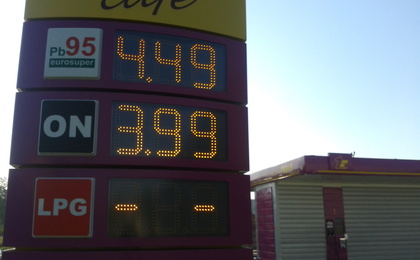 cafe
Pb95 4.49
eurosuper
ON 3.99
LPG - -